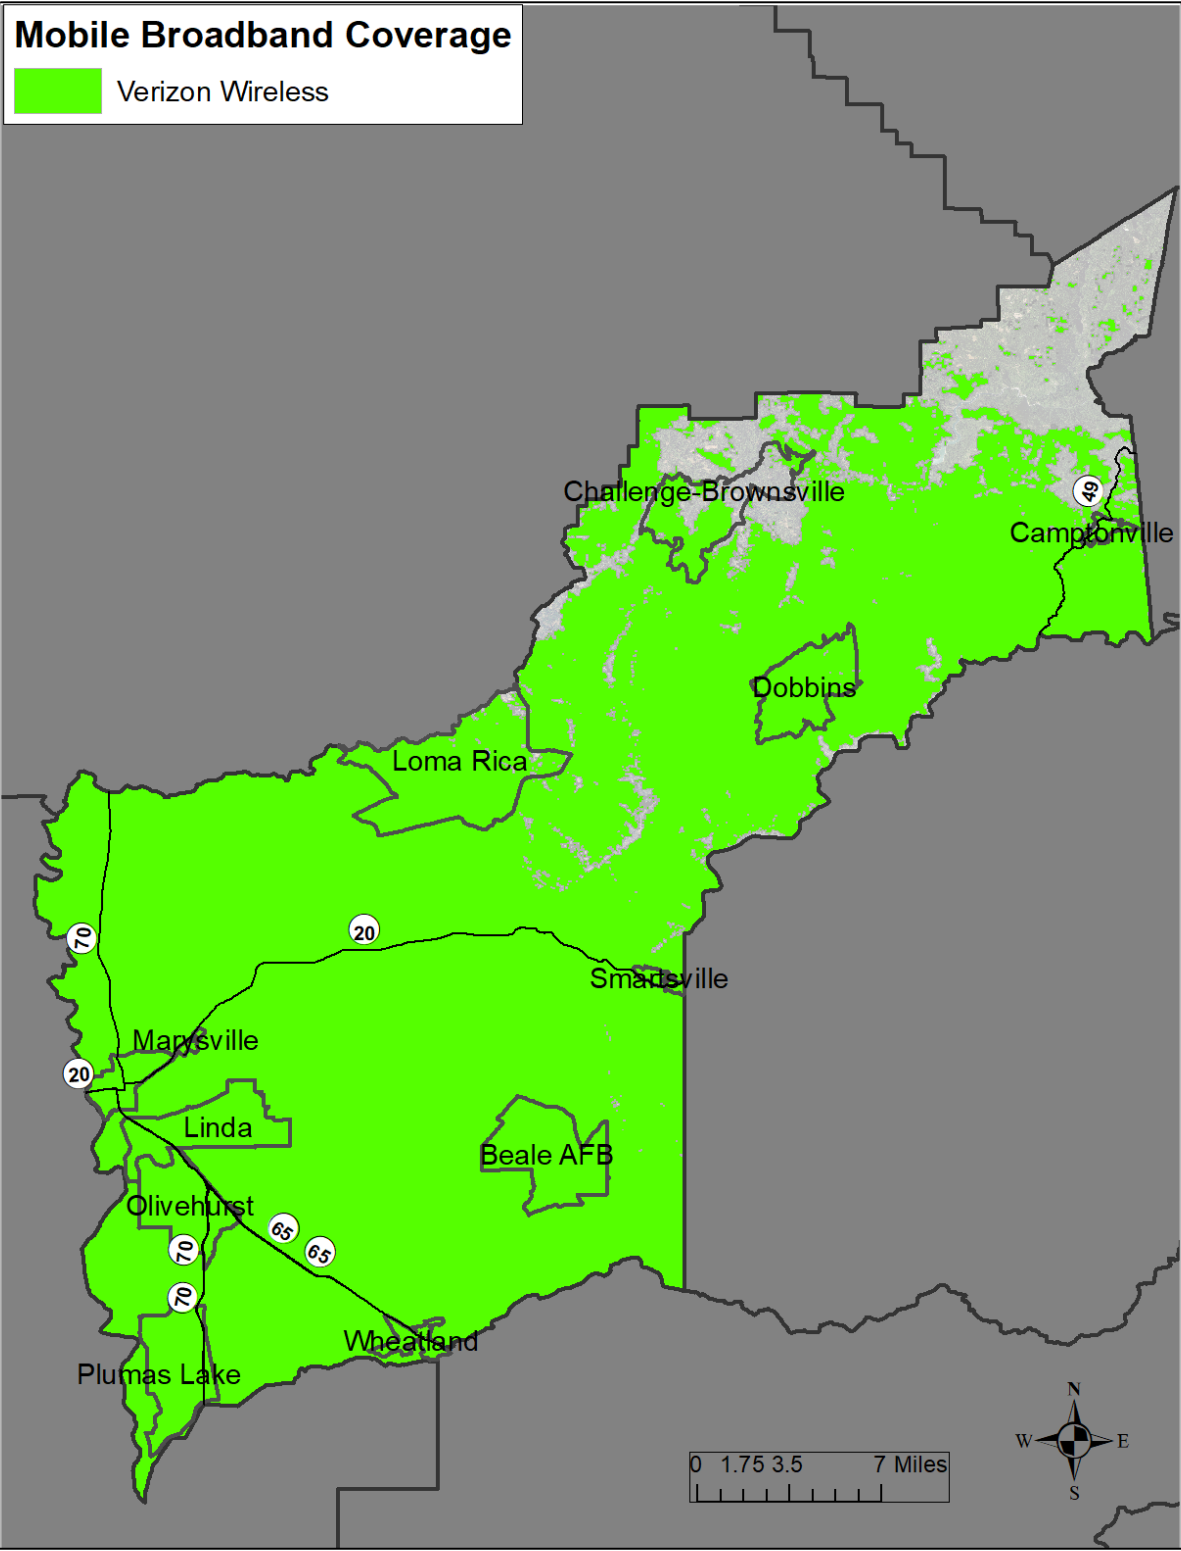 Mobile Broadband Coverage
Verizon Wireless
Challenge-Brownsville
49
Camptonville
Dobbins
Loma Rica
70
20
Smartsville
Marysville
20
Linda
Beale AFB
Olivehurst
65
65
70
70
Wheatland
Plumas Lake
N
W E
S
0 1.75 3.5 7 Miles